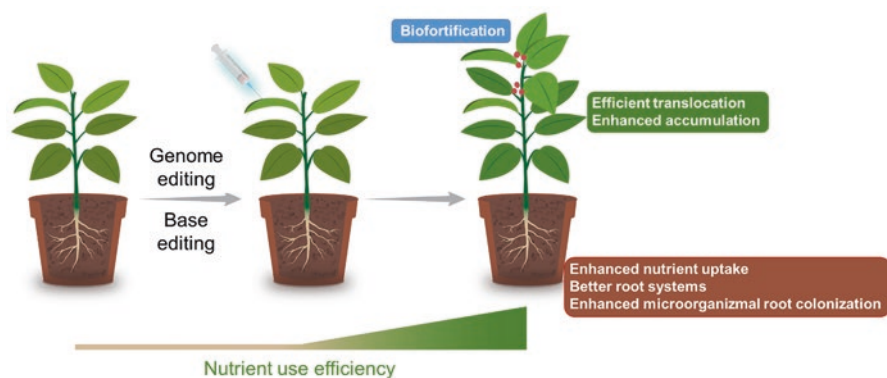 Biofortification
Efficient translocation
Enhanced accumulation
Genome
editing
Base
editing
Enhanced nutrient uptake
Better root systems
Enhanced microorganizmal root colonization
Nutrient use efficiency